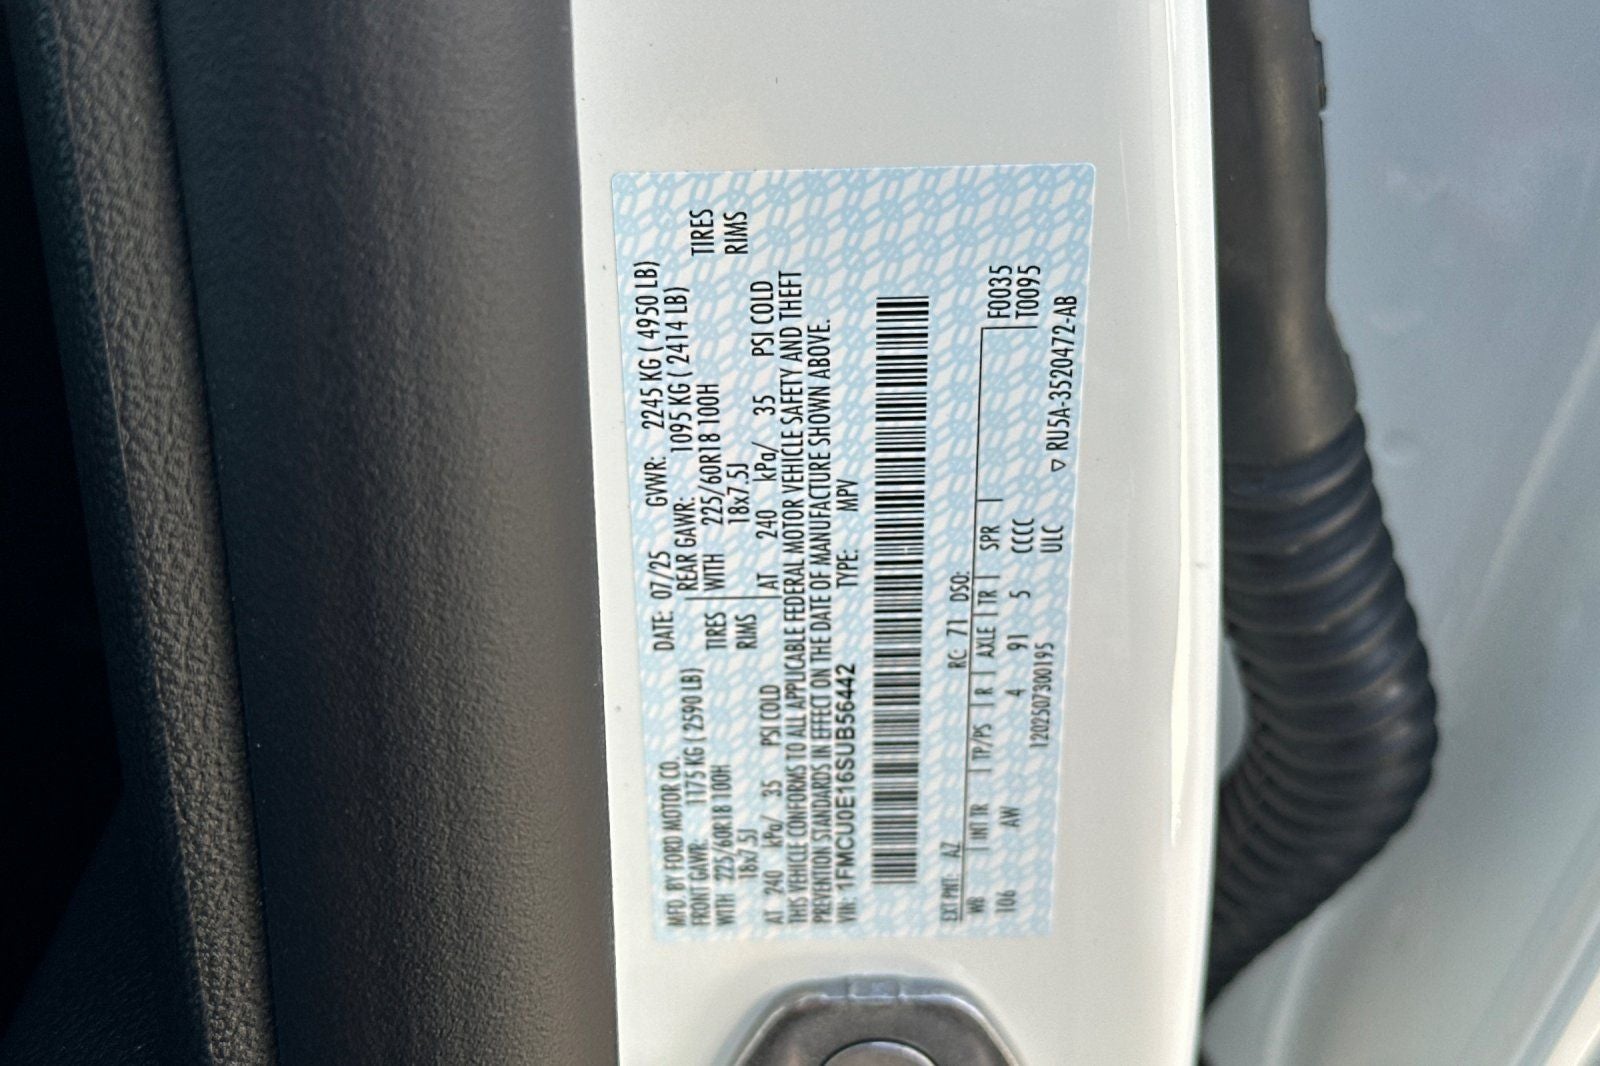 MFD. BY FORD MOTOR CO. DATE: 07/25 GVWR: 2245 KG ( 4950 LB)
FRONT GAWR: 1175 KG ( 2590 LB) REAR GAWR: 1095 KG ( 2414 LB)
WITH 225/60R18 100H TIRES WITH 225/60R18 100H TIRES
18x7.5J RIMS 18x7.5J RIMS
AT 240 kPa/ 35 PSI COLD AT 240 kPa/ 35 PSI COLD
THIS VEHICLE CONFORMS TO ALL APPLICABLE FEDERAL MOTOR VEHICLE SAFETY AND THEFT
PREVENTION STANDARDS IN EFFECT ON THE DATE OF MANUFACTURE SHOWN ABOVE.
VIN: 1FMCU0E16SUB56442 TYPE: MPV
EXT PNT: AZ RC: 71 DSO: F0035
WB INT TR TP/PS R AXLE TR SPR T0095
106 AW 4 91 5 CCCC
120250730 0195 ULC ▽ RU5A-3520472-AB